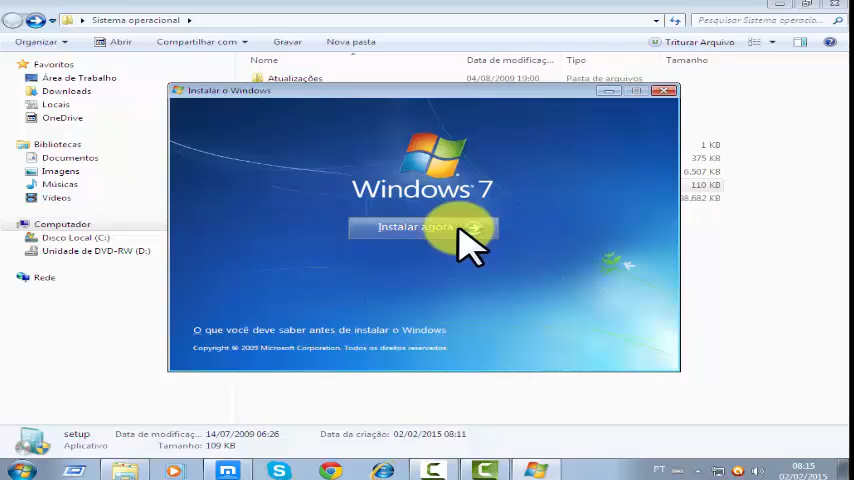 Sistema operacional
Pesquisar Sistema operacio...
Organizar
Abrir
Compartilhar com
Gravar
Nova pasta
Triturar Arquivo
Favoritos
Área de Trabalho
Downloads
Locais
OneDrive
Bibliotecas
Documentos
Imagens
Músicas
Vídeos
Computador
Disco Local (C:)
Unidade de DVD-RW (D:)
Rede
Nome
Data de modificaç...
Tipo
Tamanho
Atualizações
04/08/2009 19:00
Pasta de arquivos
1 KB
375 KB
6.507 KB
110 KB
Instalar o Windows
Windows 7
Instalar agora
O que você deve saber antes de instalar o Windows
Copyright © 2009 Microsoft Corporation. Todos os direitos reservados.
setup
Data de modificaç...
14/07/2009 06:26
Data da criação: 02/02/2015 08:11
Aplicativo
Tamanho: 109 KB
PT
08:15
02/02/2015